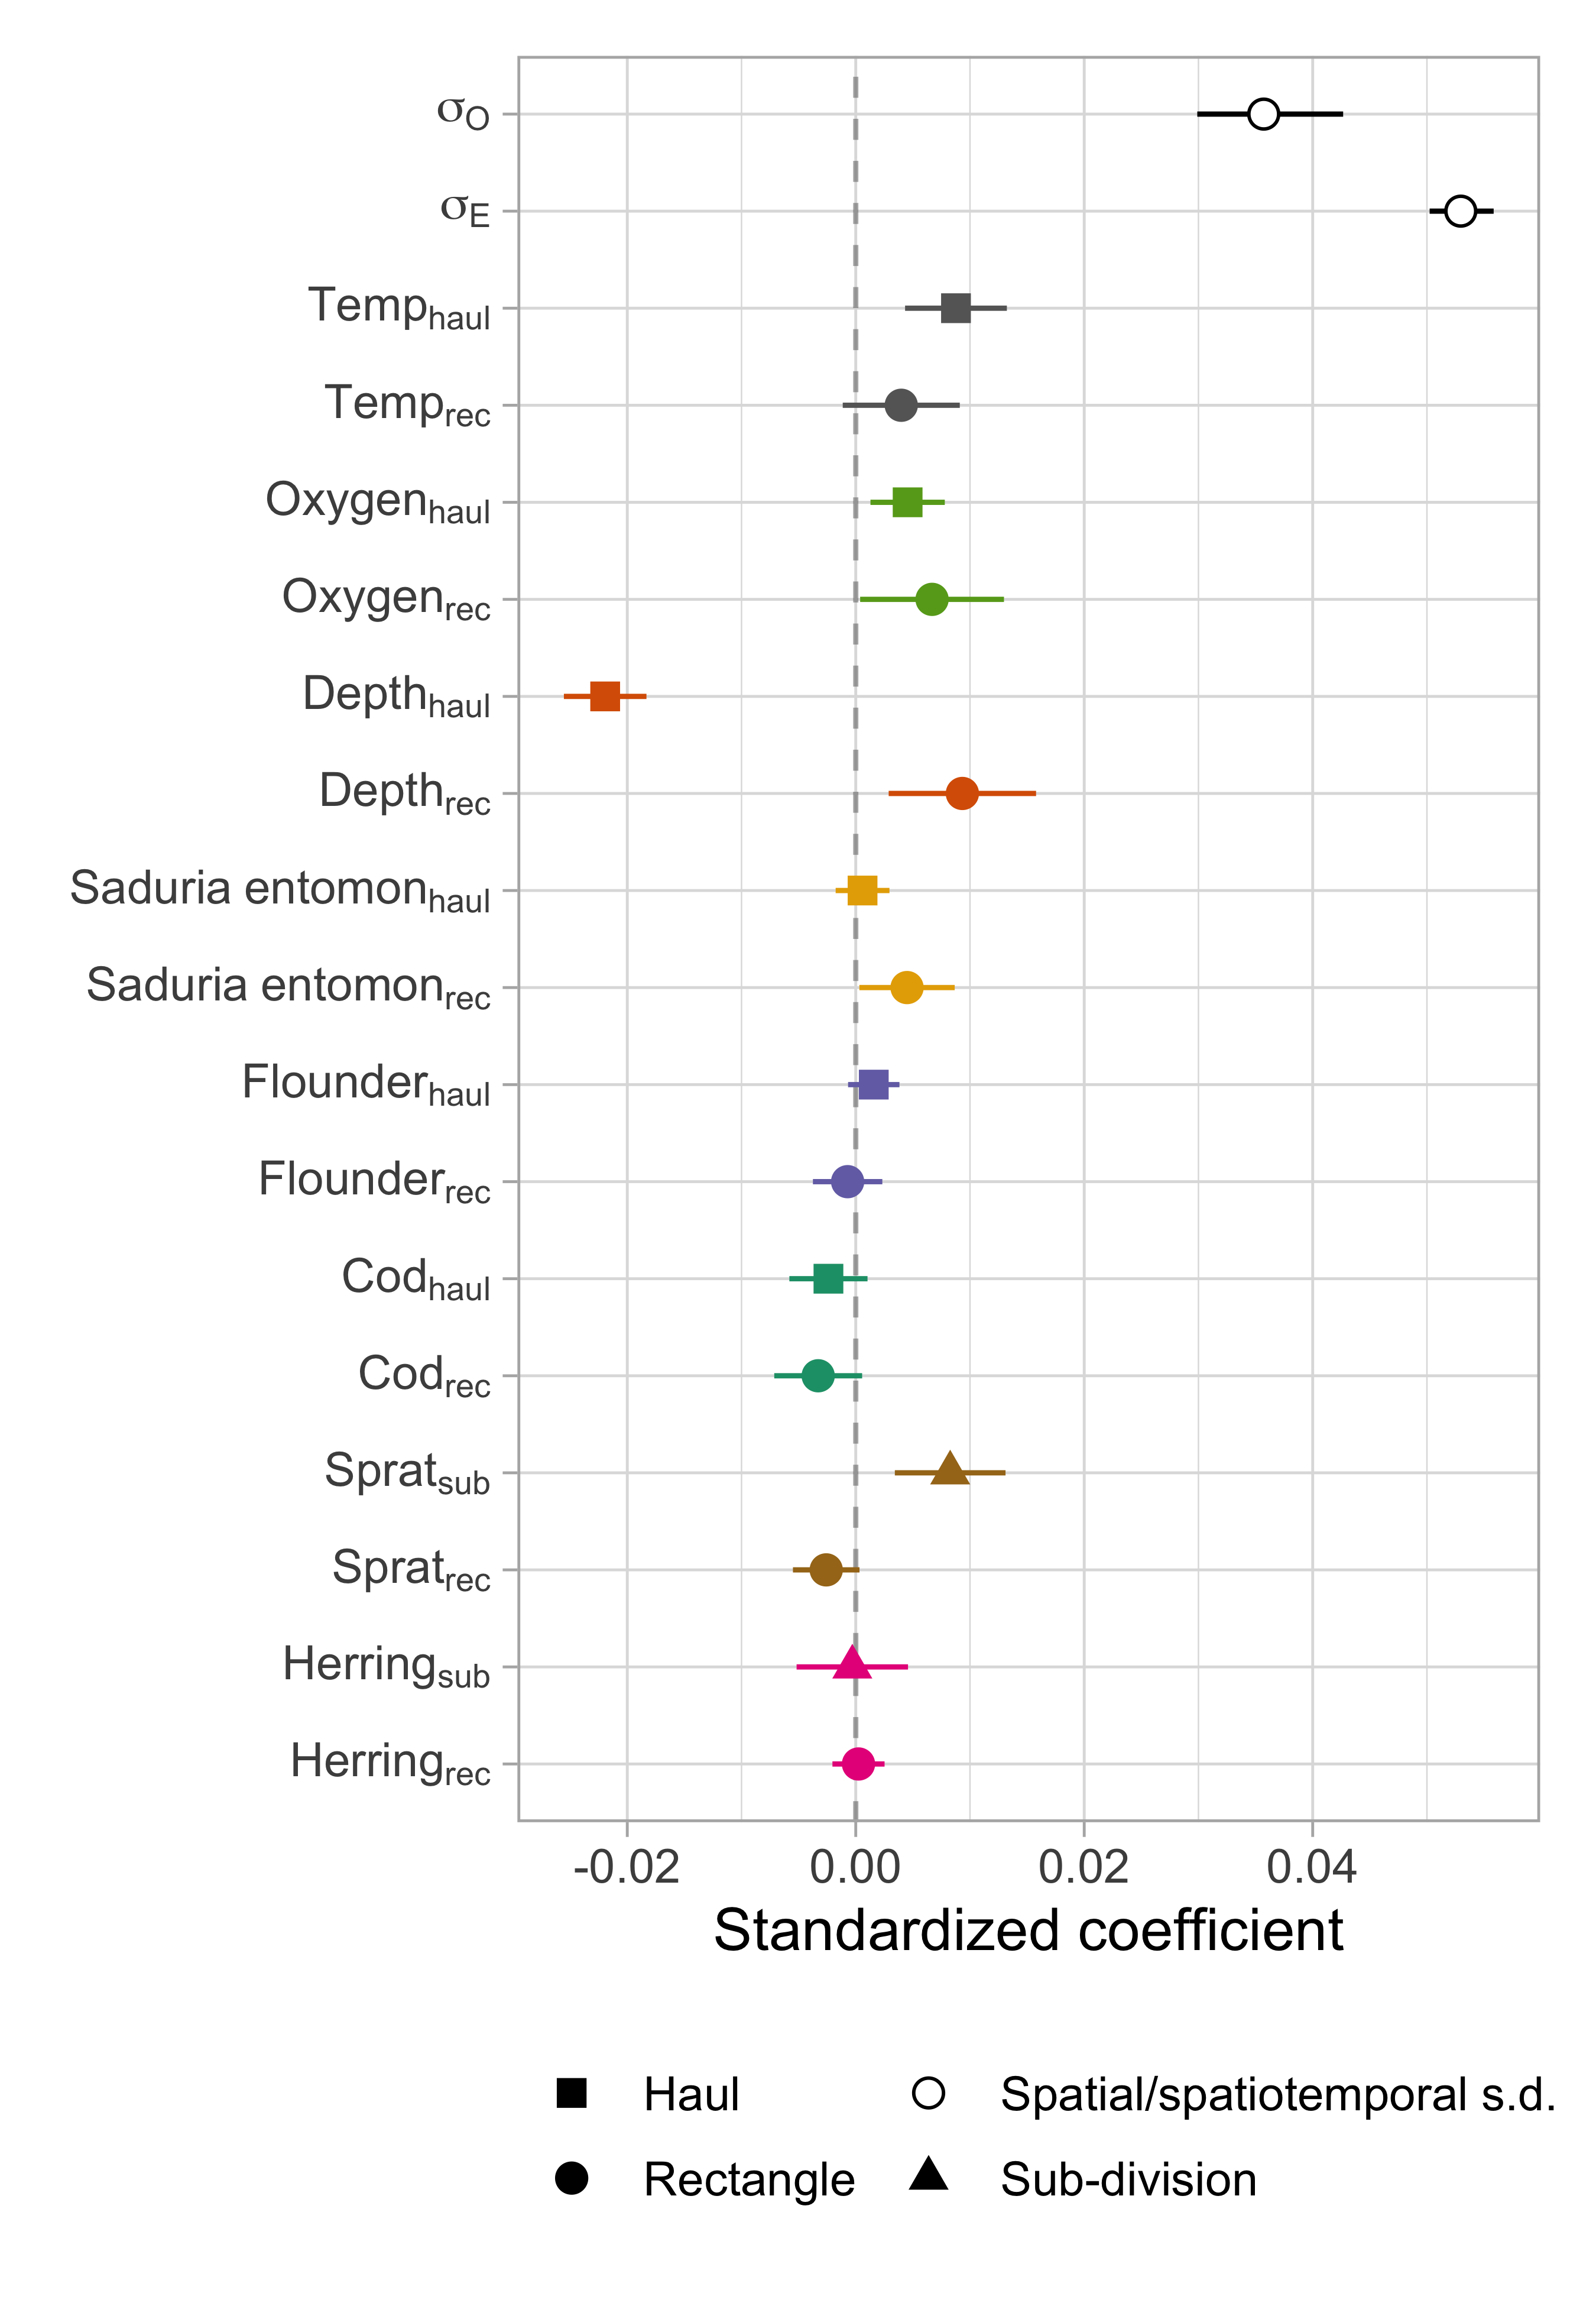 σO
σE
Temphaul
Temprec
Oxygenhaul
Oxygenrec
Depthhaul
Depthrec
Saduria entomonhaul
Saduria entomonrec
Flounderhaul
Flounderrec
Codhaul
Codrec
Spratsub
Spratrec
Herringsub
Herringrec
-0.02 0.00 0.02 0.04
Standardized coefficient
Haul Spatial/spatiotemporal s.d.
Rectangle Sub-division